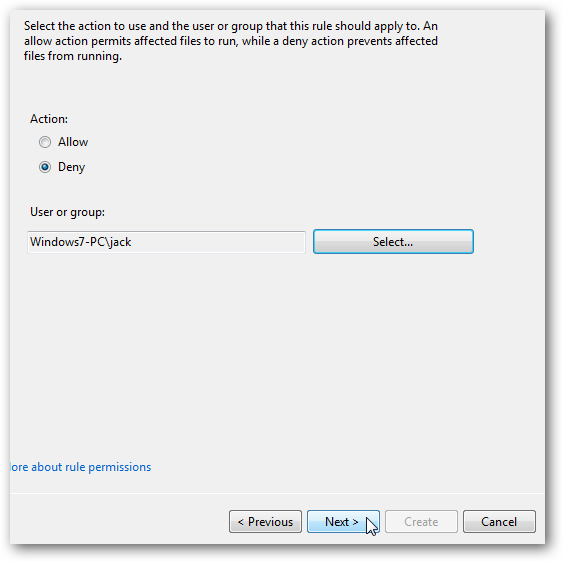 Select the action to use and the user or group that this rule should apply to. An
allow action permits affected files to run, while a deny action prevents affected
files from running.
Action:
Allow
Deny
User or group:
Windows7-PC\jack
Select...
ore about rule permissions
< Previous
Next >
Create
Cancel